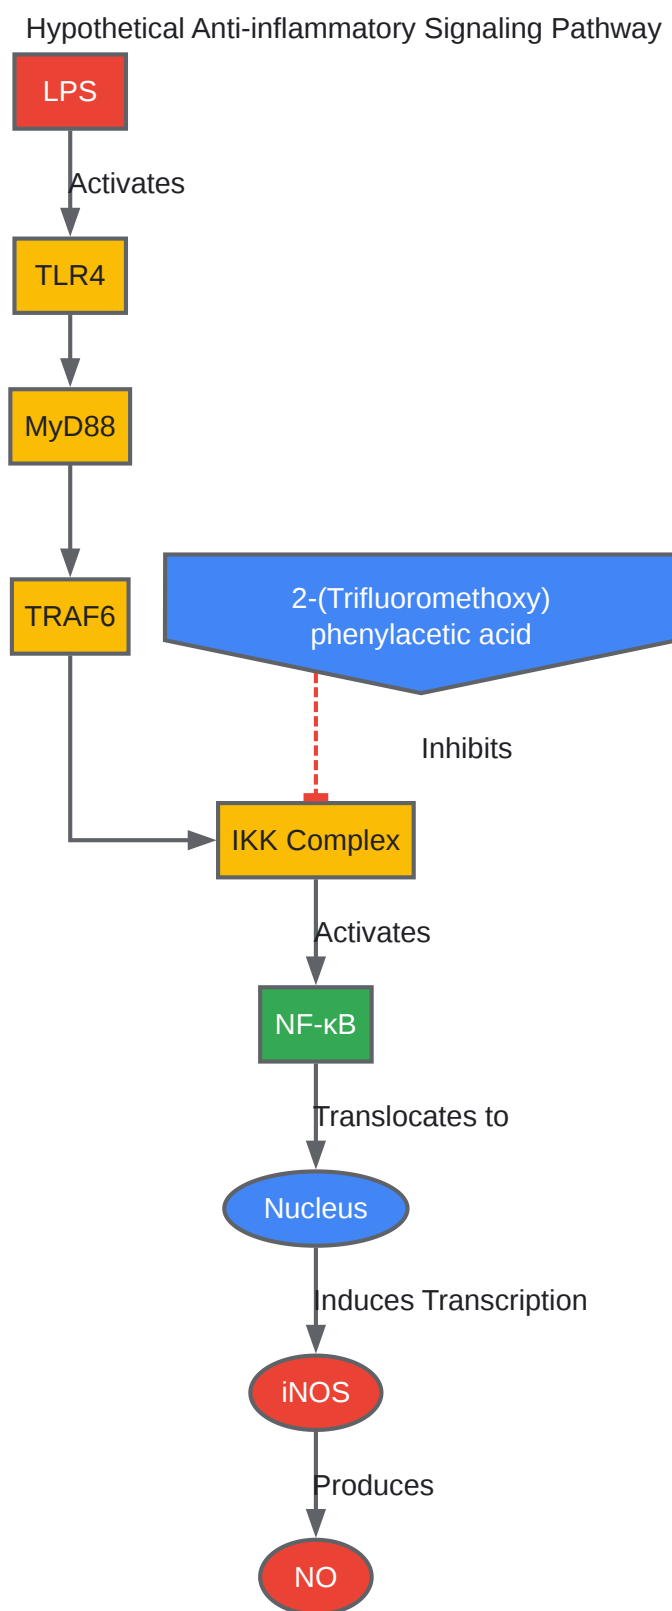 Hypothetical Anti-inflammatory Signaling Pathway
LPS
Activates
TLR4
MyD88
TRAF6
2-(Trifluoromethoxy)
phenylacetic acid
Inhibits
IKK Complex
Activates
NF-κB
Translocates to
Nucleus
Induces Transcription
iNOS
Produces
NO